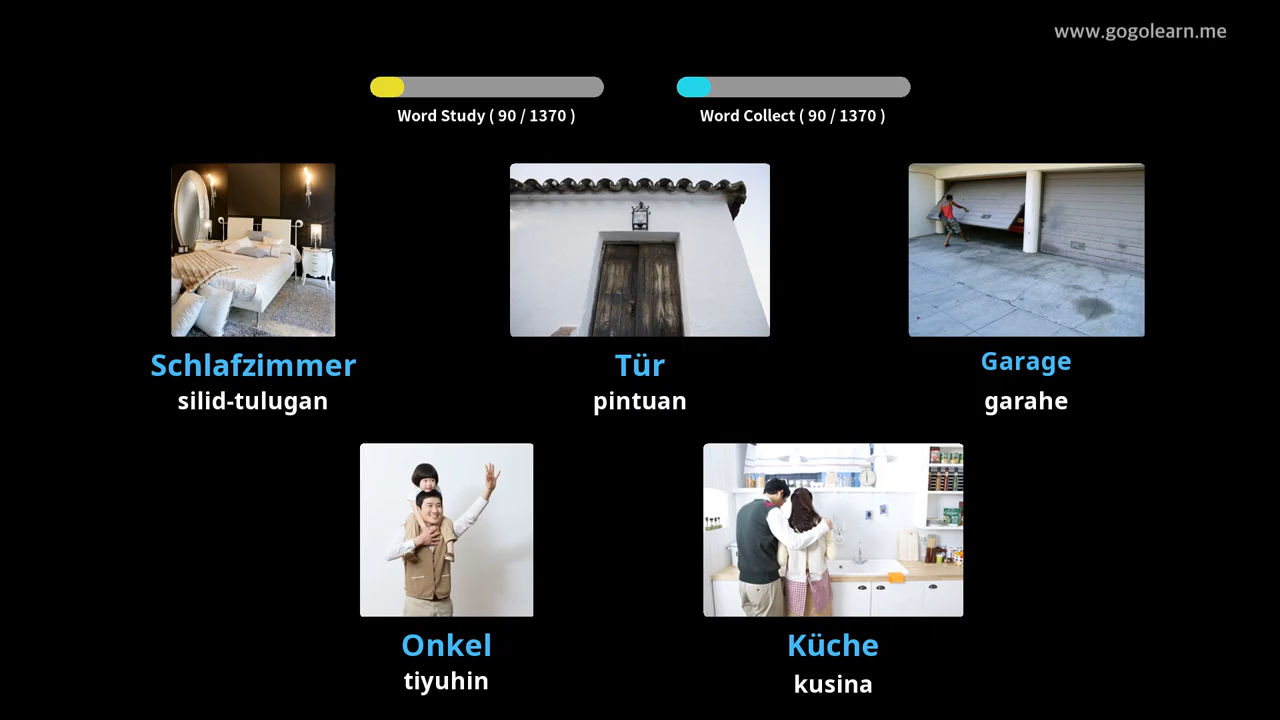 www.gogolearn.me
Word Study ( 90 / 1370 )
Word Collect ( 90 / 1370 )
Schlafzimmer
silid-tulugan
Tür
pintuan
Garage
garahe
Onkel
tiyuhin
Küche
kusina